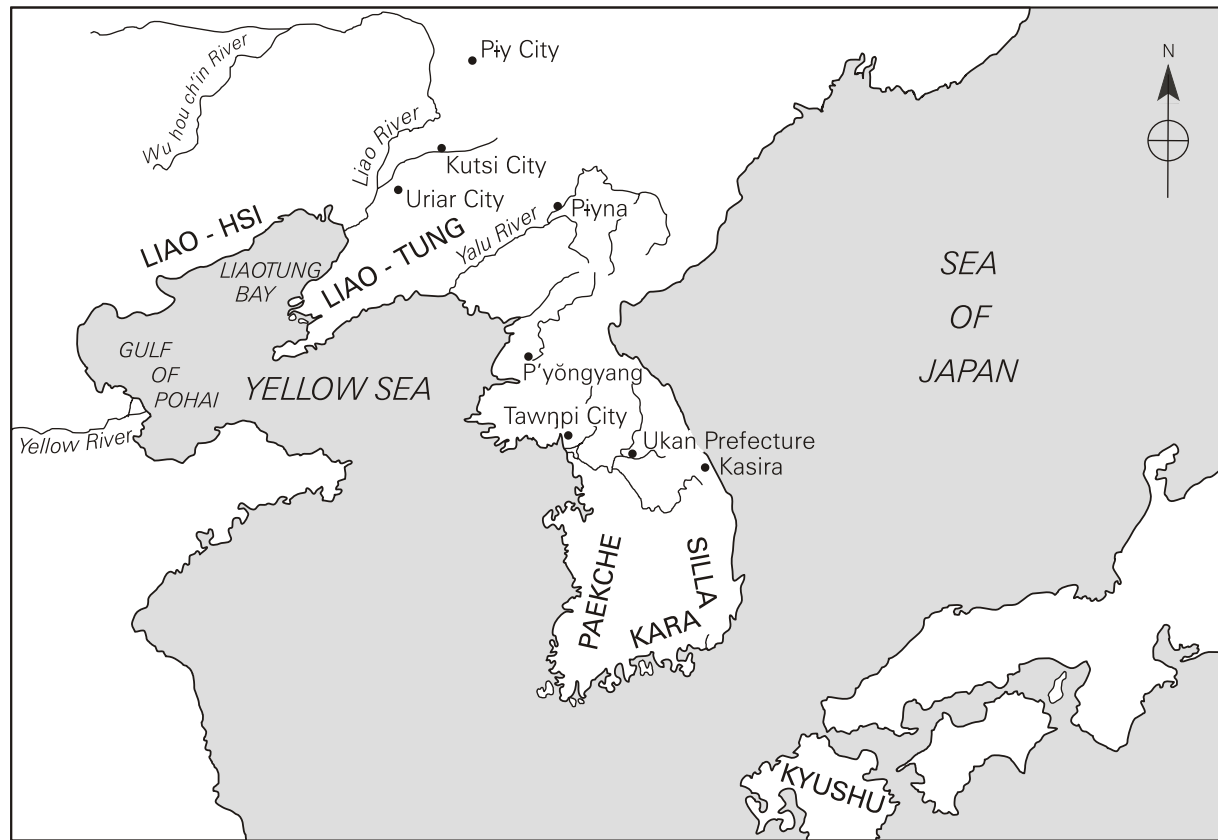 N
Pɨy City
Wu hou ch'in River
Liao River
Kutsi City
Uriar City
Pɨyna
LIAO - HSI
LIAO - TUNG
Yalu River
LIAOTUNG
BAY
SEA
OF
JAPAN
GULF
OF
POHAI
YELLOW SEA
P'yŏngyang
Tawŋpi City
Yellow River
Ukan Prefecture
Kasira
PAEKCHE
SILLA
KARA
KYUSHU